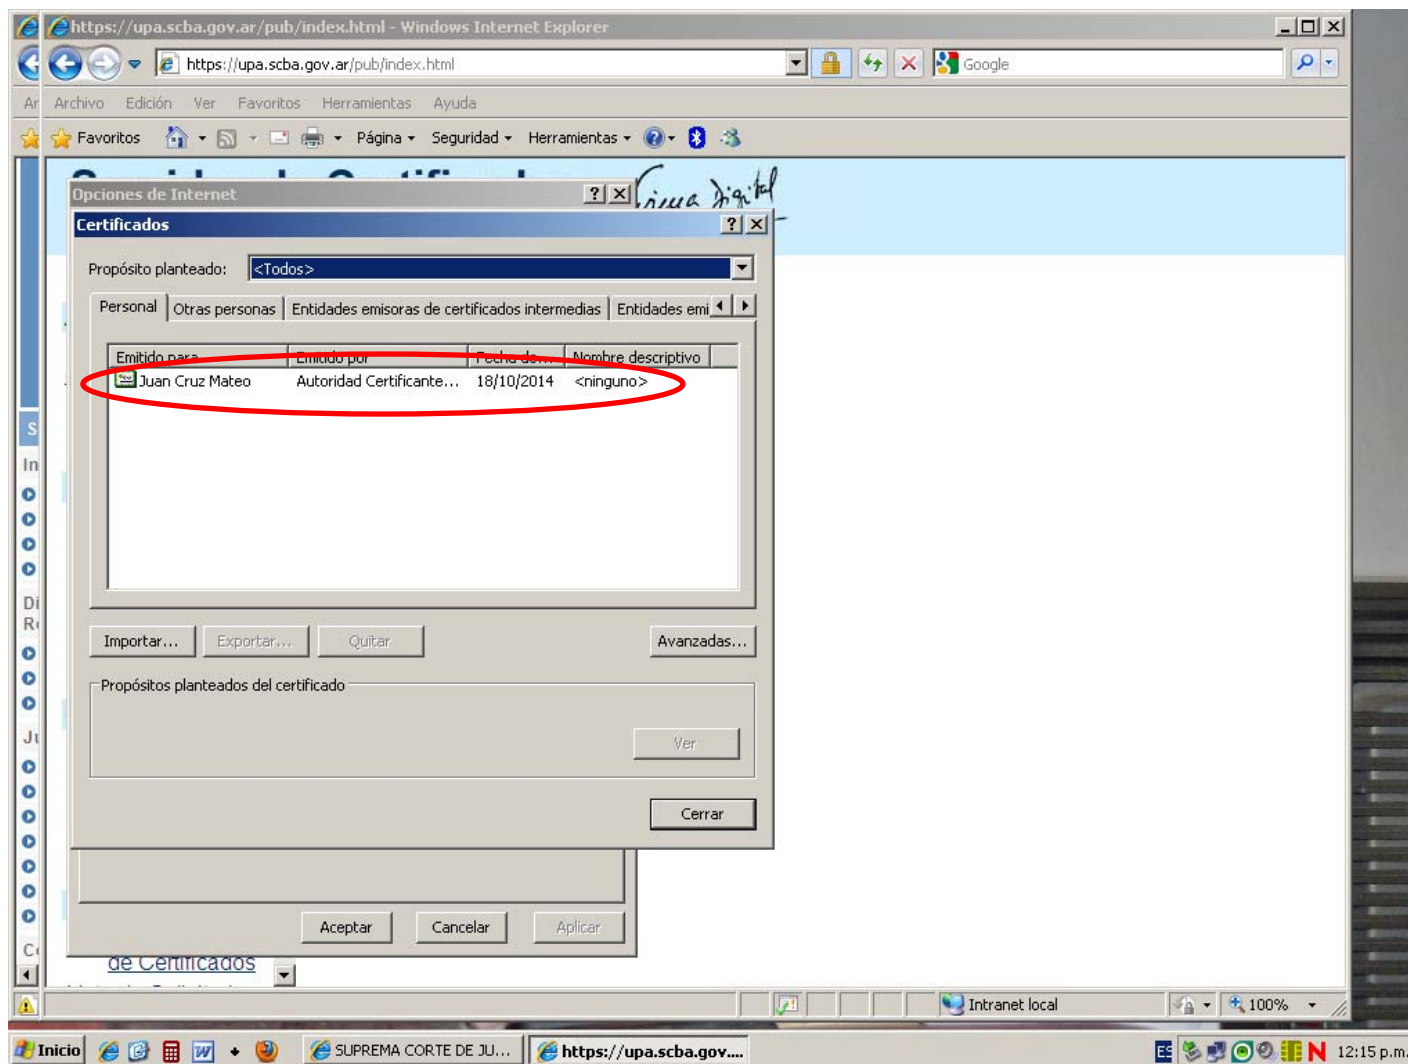 https://upa.scba.gov.ar/pub/index.html - Windows Internet Explorer
https://upa.scba.gov.ar/pub/index.html
Google
Ar
Archivo Edición Ver Favoritos Herramientas Ayuda
Favoritos Página Seguridad Herramientas
Firma Digital
Opciones de Internet
Certificados
Propósito planteado: <Todos>
Personal Otras personas Entidades emisoras de certificados intermedias Entidades emi
Emitido para Emitido por Fecha de... Nombre descriptivo
Juan Cruz Mateo Autoridad Certificante... 18/10/2014 <ninguno>
S
In
Di
Importar... Exportar... Quitar Avanzadas...
Propósitos planteados del certificado
Ju
Ver
Cerrar
Aceptar Cancelar Aplicar
de Certificados
Intranet local 100%
Inicio SUPREMA CORTE DE JU... https://upa.scba.gov.... ES N 12:15 p.m.